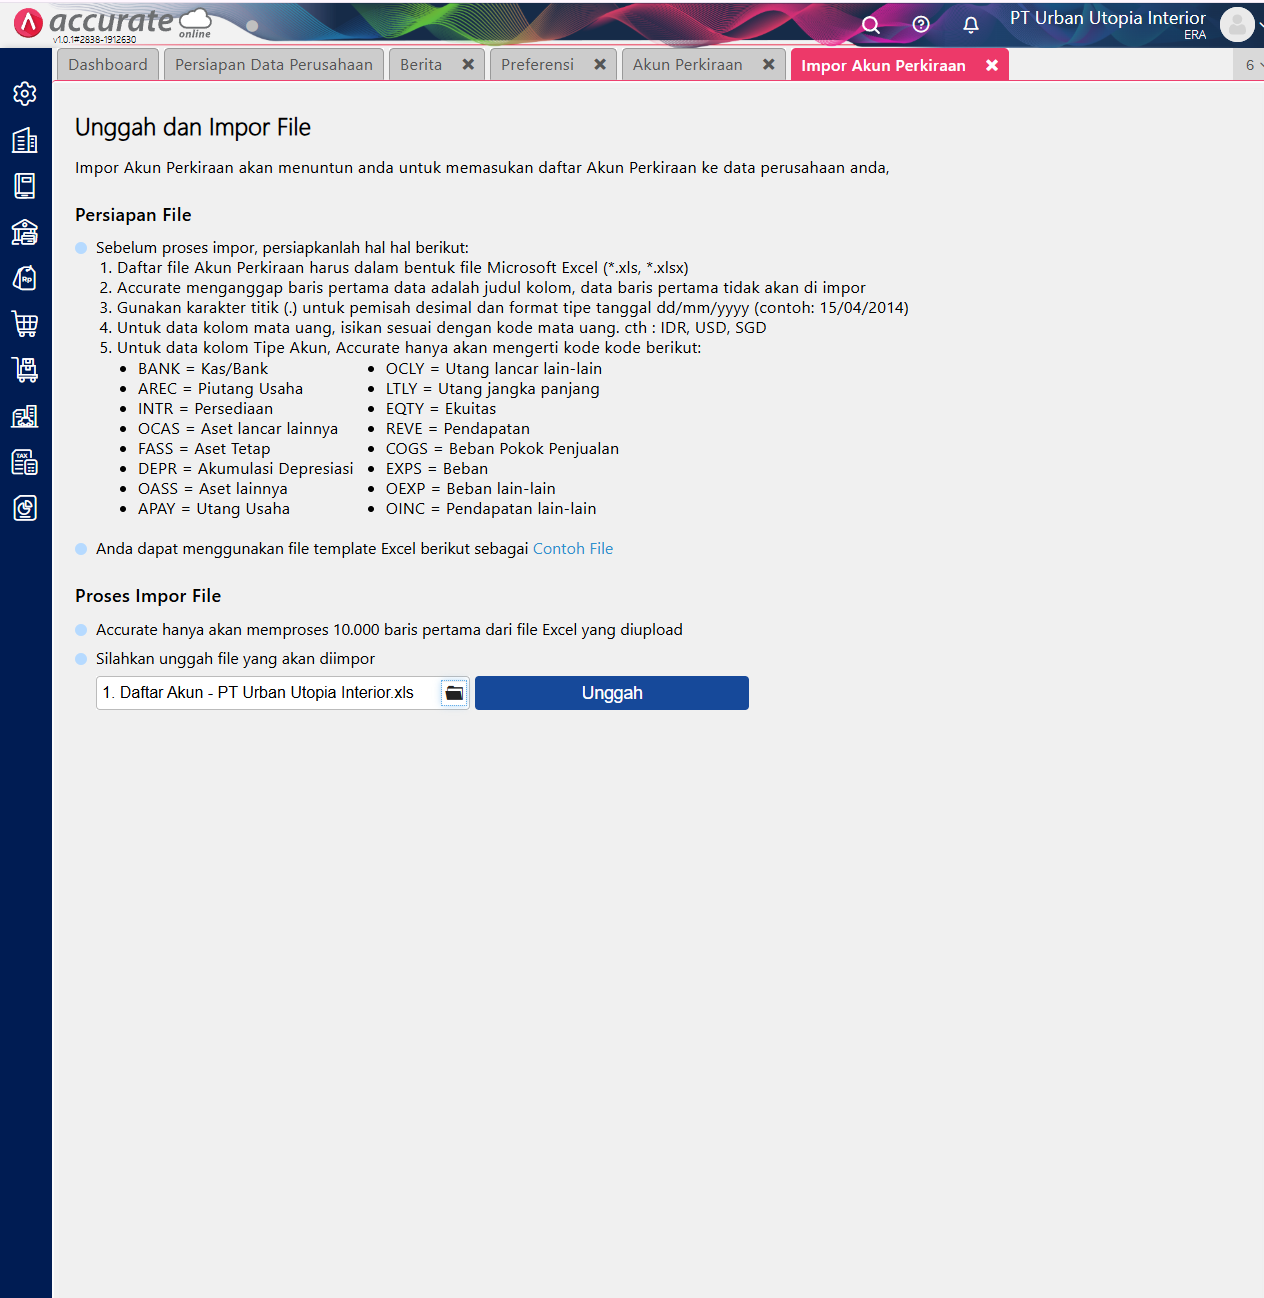 accurate
online
v1.0.1#2838-1912630
PT Urban Utopia Interior
ERA
Dashboard
Persiapan Data Perusahaan
Berita
Preferensi
Akun Perkiraan
Impor Akun Perkiraan
6
Unggah dan Impor File
Impor Akun Perkiraan akan menuntun anda untuk memasukan daftar Akun Perkiraan ke data perusahaan anda,
Persiapan File
Sebelum proses impor, persiapkanlah hal hal berikut:
1. Daftar file Akun Perkiraan harus dalam bentuk file Microsoft Excel (*.xls, *.xlsx)
2. Accurate menganggap baris pertama data adalah judul kolom, data baris pertama tidak akan di impor
3. Gunakan karakter titik (.) untuk pemisah desimal dan format tipe tanggal dd/mm/yyyy (contoh: 15/04/2014)
4. Untuk data kolom mata uang, isikan sesuai dengan kode mata uang. cth : IDR, USD, SGD
5. Untuk data kolom Tipe Akun, Accurate hanya akan mengerti kode kode berikut:
• BANK = Kas/Bank
• AREC = Piutang Usaha
• INTR = Persediaan
• OCAS = Aset lancar lainnya
• FASS = Aset Tetap
• DEPR = Akumulasi Depresiasi
• OASS = Aset lainnya
• APAY = Utang Usaha
• OCLY = Utang lancar lain-lain
• LTLY = Utang jangka panjang
• EQTY = Ekuitas
• REVE = Pendapatan
• COGS = Beban Pokok Penjualan
• EXPS = Beban
• OEXP = Beban lain-lain
• OINC = Pendapatan lain-lain
Anda dapat menggunakan file template Excel berikut sebagai Contoh File
Proses Impor File
Accurate hanya akan memproses 10.000 baris pertama dari file Excel yang diupload
Silahkan unggah file yang akan diimpor
1. Daftar Akun - PT Urban Utopia Interior.xls
Unggah
Rp
TAX